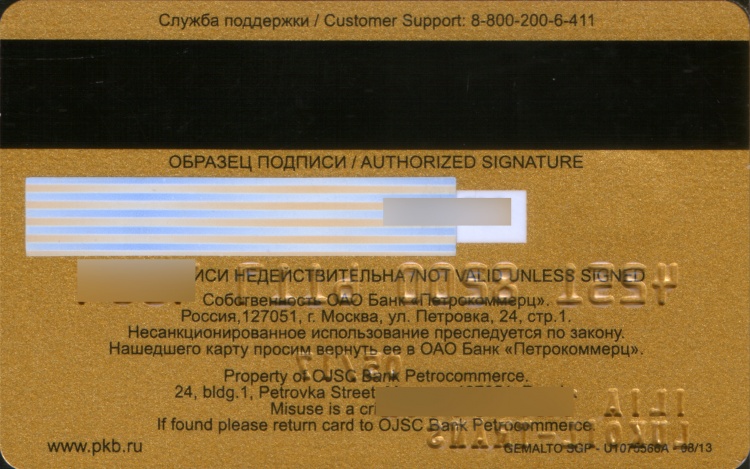 Служба поддержки / Customer Support: 8-800-200-6-411
ОБРАЗЕЦ ПОДПИСИ / AUTHORIZED SIGNATURE
ИСИ НЕДЕЙСТВИТЕЛЬНА /NOT VALID UNLESS SIGNED
Собственность ОАО Банк «Петрокоммерц».
Россия,127051, г. Москва, ул. Петровка, 24, стр.1.
Несанкционированное использование преследуется по закону.
Нашедшего карту просим вернуть ее в ОАО Банк «Петрокоммерц».
Property of OJSC Bank Petrocommerce.
24, bldg.1, Petrovka Street
Misuse is a cri
If found please return card to OJSC Bank Petrocommerce
www.pkb.ru
GEMALTO SGP -